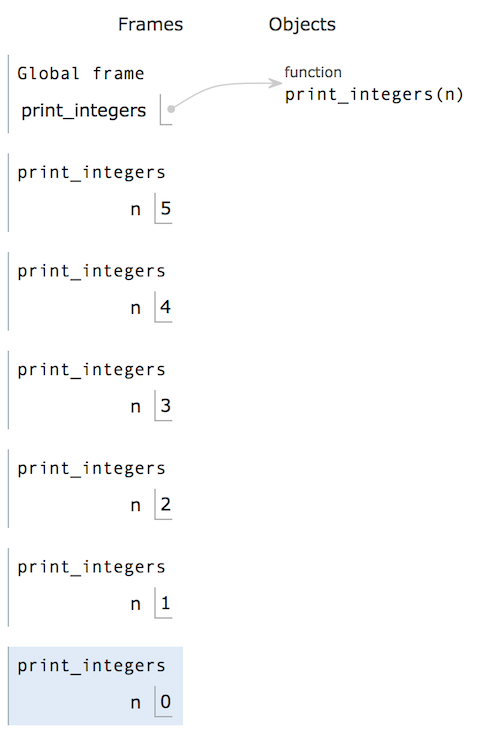 Frames Objects
Global frame
print_integers
function
print_integers(n)
print_integers
n 5
print_integers
n 4
print_integers
n 3
print_integers
n 2
print_integers
n 1
print_integers
n 0